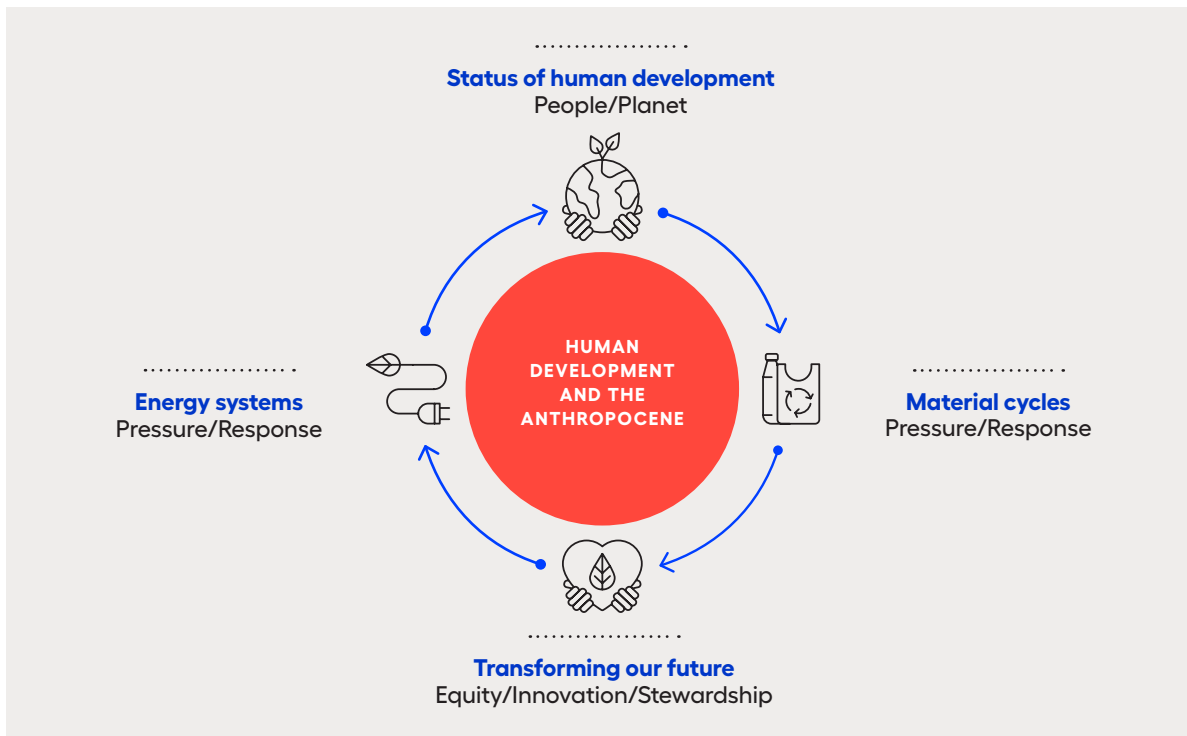 Status of human development
People/Planet
HUMAN
DEVELOPMENT
AND THE
ANTHROPOCENE
Energy systems
Pressure/Response
Material cycles
Pressure/Response
Transforming our future
Equity/Innovation/Stewardship